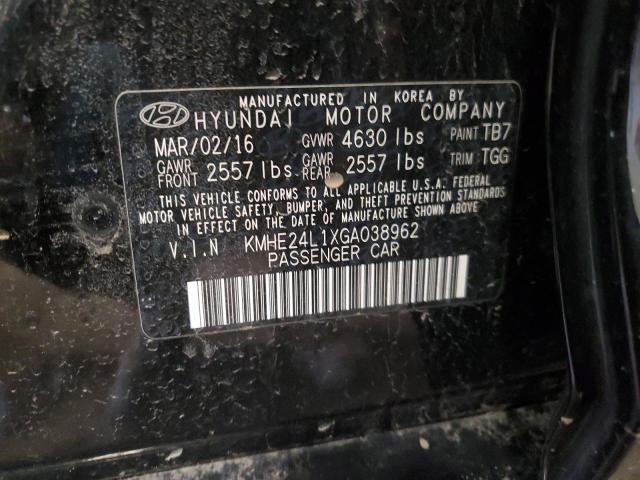 MANUFACTURED IN KOREA BY
HYUNDAI MOTOR COMPANY
MAR/02/16 GVWR 4630 lbs PAINT TB7
GAWR FRONT 2557 lbs GAWR REAR 2557 lbs TRIM TGG
THIS VEHICLE CONFORMS TO ALL APPLICABLE U.S.A. FEDERAL
MOTOR VEHICLE SAFETY, BUMPER, AND THEFT PREVENTION STANDARDS
IN EFFECT ON THE DATE OF MANUFACTURE SHOWN ABOVE.
V.I.N KMHE24L1XGA038962
PASSENGER CAR